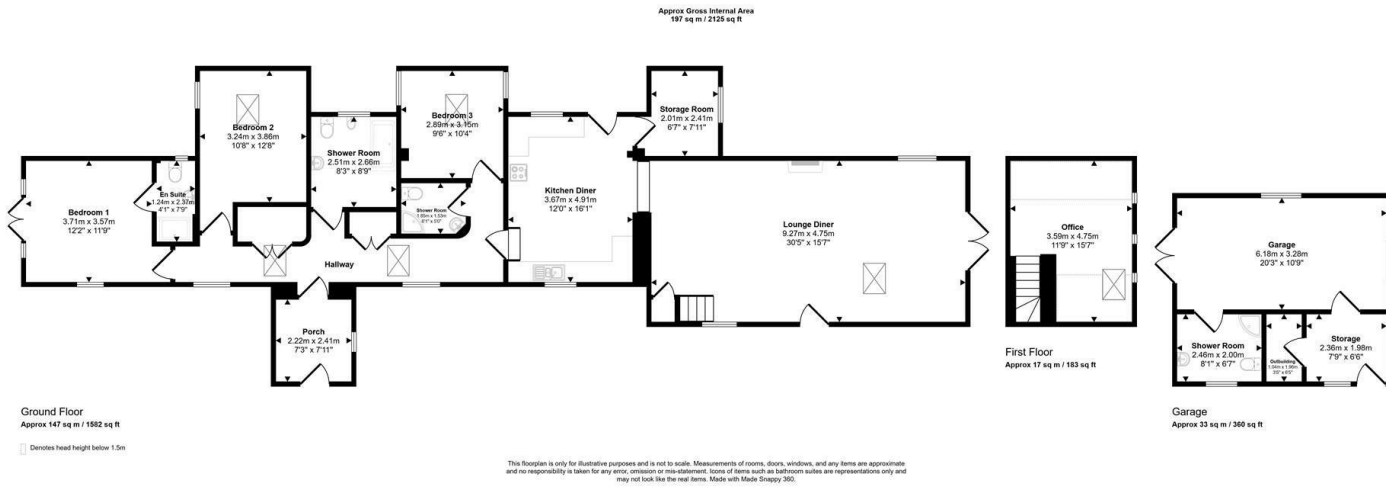 Approx Gross Internal Area
197 sq m / 2125 sq ft
Bedroom 1
3.71m x 3.57m
12'2" x 11'9"
En Suite
1.24m x 2.37m
4'1" x 7'9"
Bedroom 2
3.24m x 3.86m
10'8" x 12'8"
Shower Room
2.51m x 2.66m
8'3" x 8'9"
Bedroom 3
2.89m x 3.15m
9'6" x 10'4"
Shower Room
1.85m x 1.53m
6'1" x 5'0"
Hallway
Porch
2.22m x 2.41m
7'3" x 7'11"
Kitchen Diner
3.67m x 4.91m
12'0" x 16'1"
Storage Room
2.01m x 2.41m
6'7" x 7'11"
Lounge Diner
9.27m x 4.75m
30'5" x 15'7"
Ground Floor
Approx 147 sq m / 1582 sq ft
Denotes head height below 1.5m
Office
3.59m x 4.75m
11'9" x 15'7"
First Floor
Approx 17 sq m / 183 sq ft
Garage
6.18m x 3.28m
20'3" x 10'9"
Shower Room
2.46m x 2.00m
8'1" x 6'7"
Outbuilding
Storage
2.36m x 1.98m
7'9" x 6'6"
Garage
Approx 33 sq m / 360 sq ft
This floorplan is only for illustrative purposes and is not to scale. Measurements of rooms, doors, windows, and any items are approximate
and no responsibility is taken for any error, omission or mis-statement. Icons of items such as bathroom suites are representations only and
may not look like the real items. Made with Made Snappy 360.